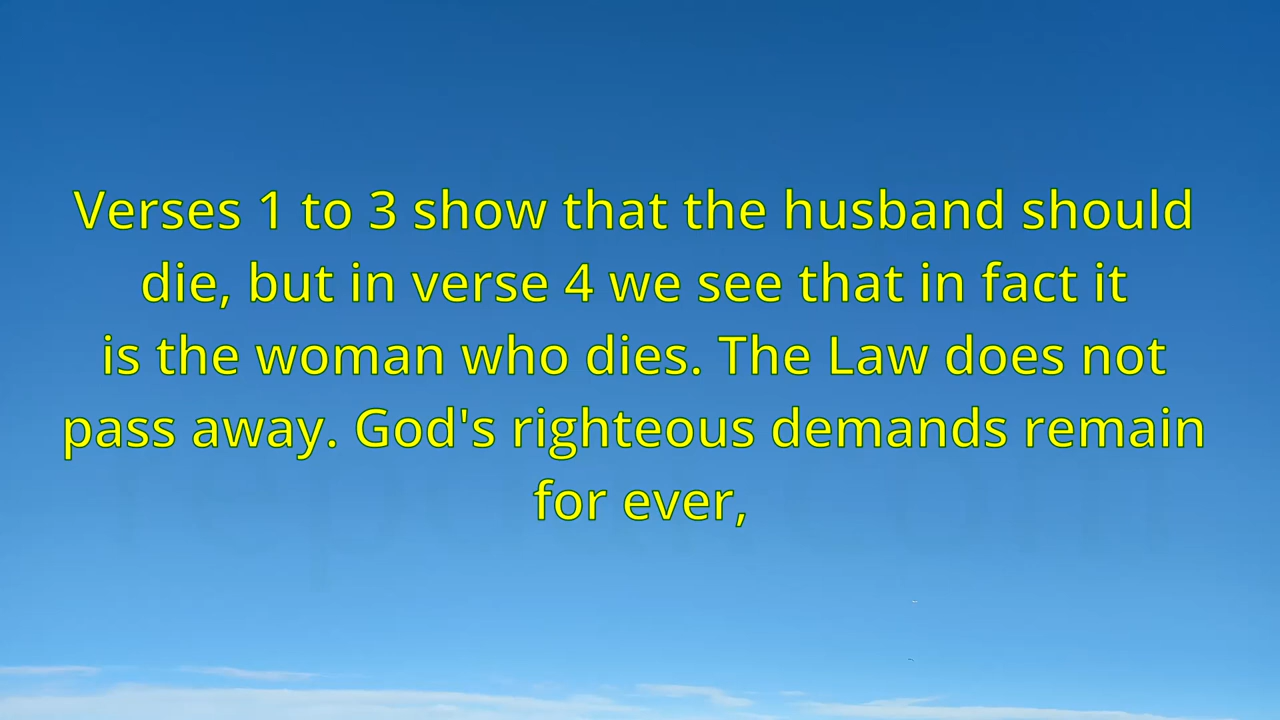 Verses 1 to 3 show that the husband should
die, but in verse 4 we see that in fact it
is the woman who dies. The Law does not
pass away. God's righteous demands remain
for ever,